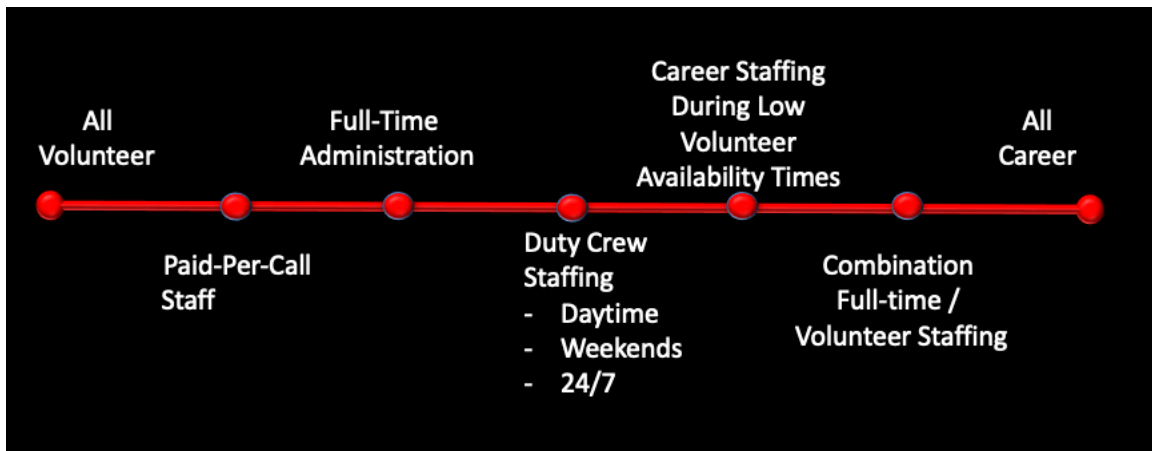 All
Volunteer
Paid-Per-Call
Staff
Full-Time
Administration
Duty Crew
Staffing
- Daytime
- Weekends
- 24/7
Career Staffing
During Low
Volunteer
Availability Times
Combination
Full-time /
Volunteer Staffing
All
Career